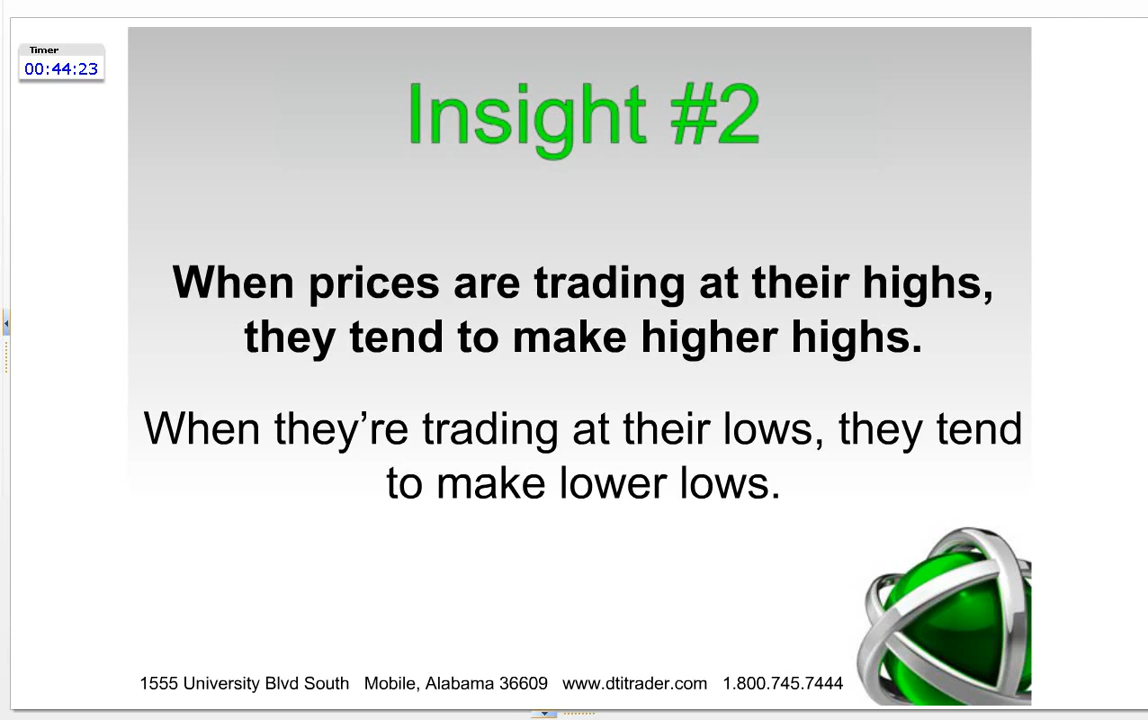 Timer
00:44:23
Insight #2
When prices are trading at their highs,
they tend to make higher highs.
When they’re trading at their lows, they tend
to make lower lows.
1555 University Blvd South   Mobile, Alabama 36609   www.dtitrader.com   1.800.745.7444